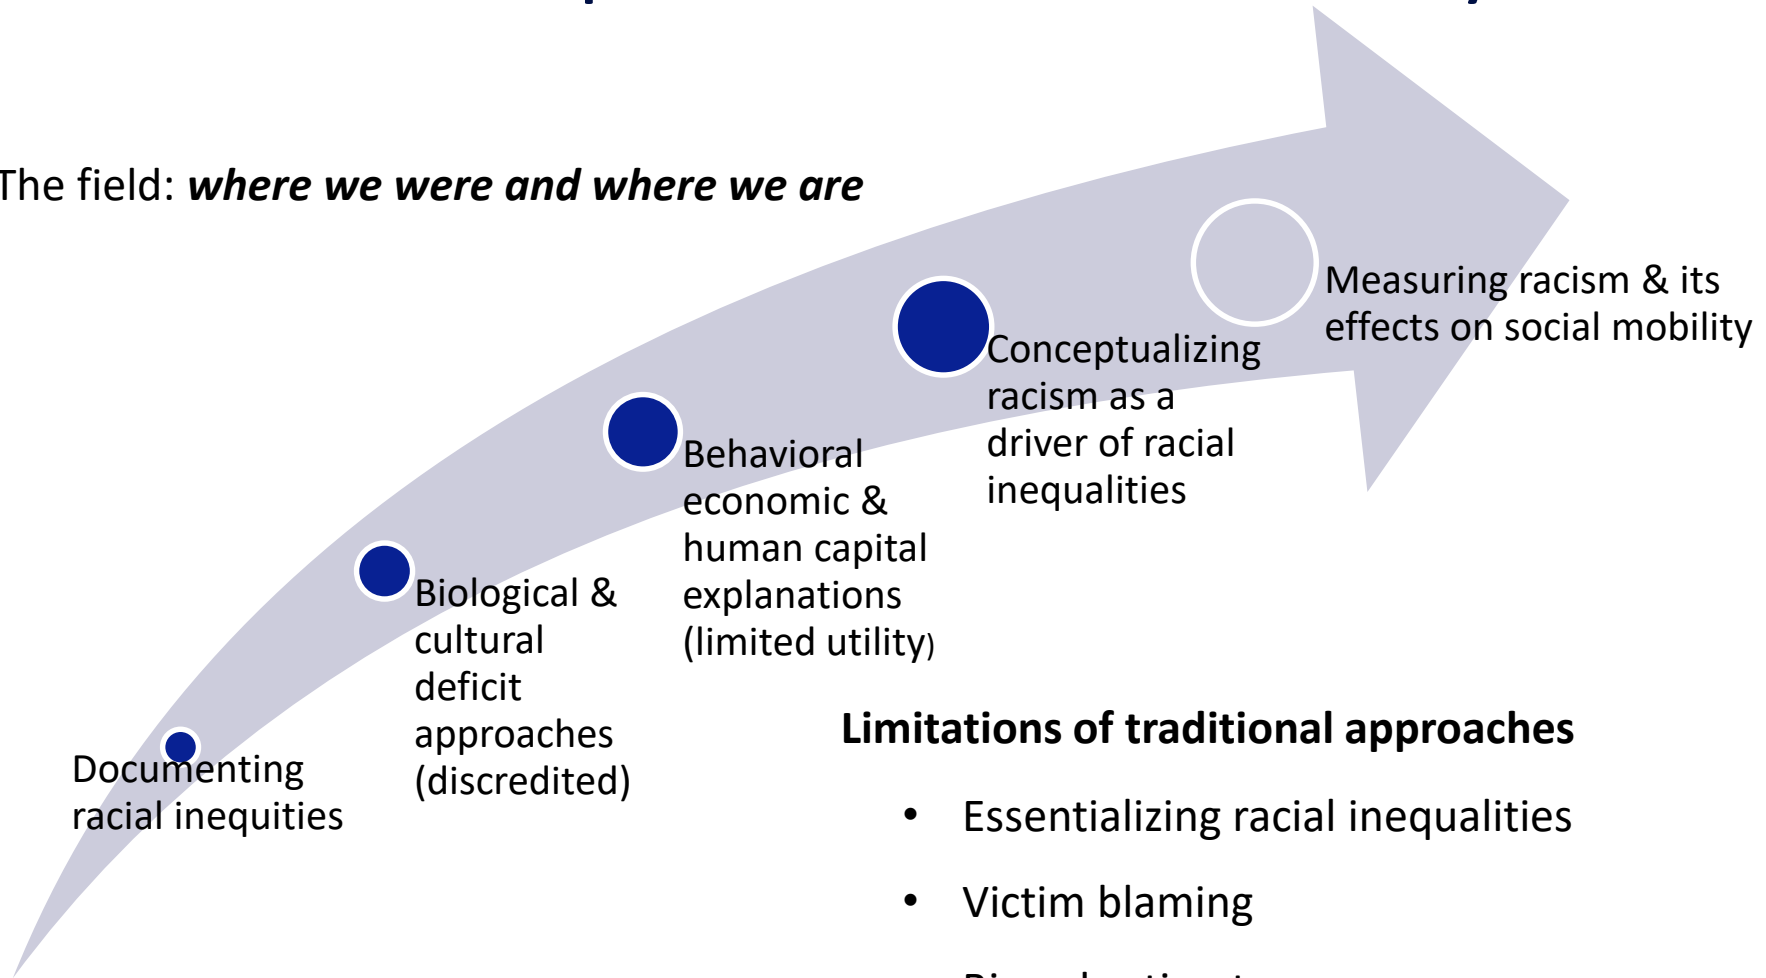 The field: where we were and where we are
Measuring racism & its
effects on social mobility
Conceptualizing
racism as a
driver of racial
inequalities
Behavioral
economic &
human capital
explanations
(limited utility)
Biological &
cultural
deficit
approaches
(discredited)
Documenting
racial inequities
Limitations of traditional approaches
• Essentializing racial inequalities
• Victim blaming